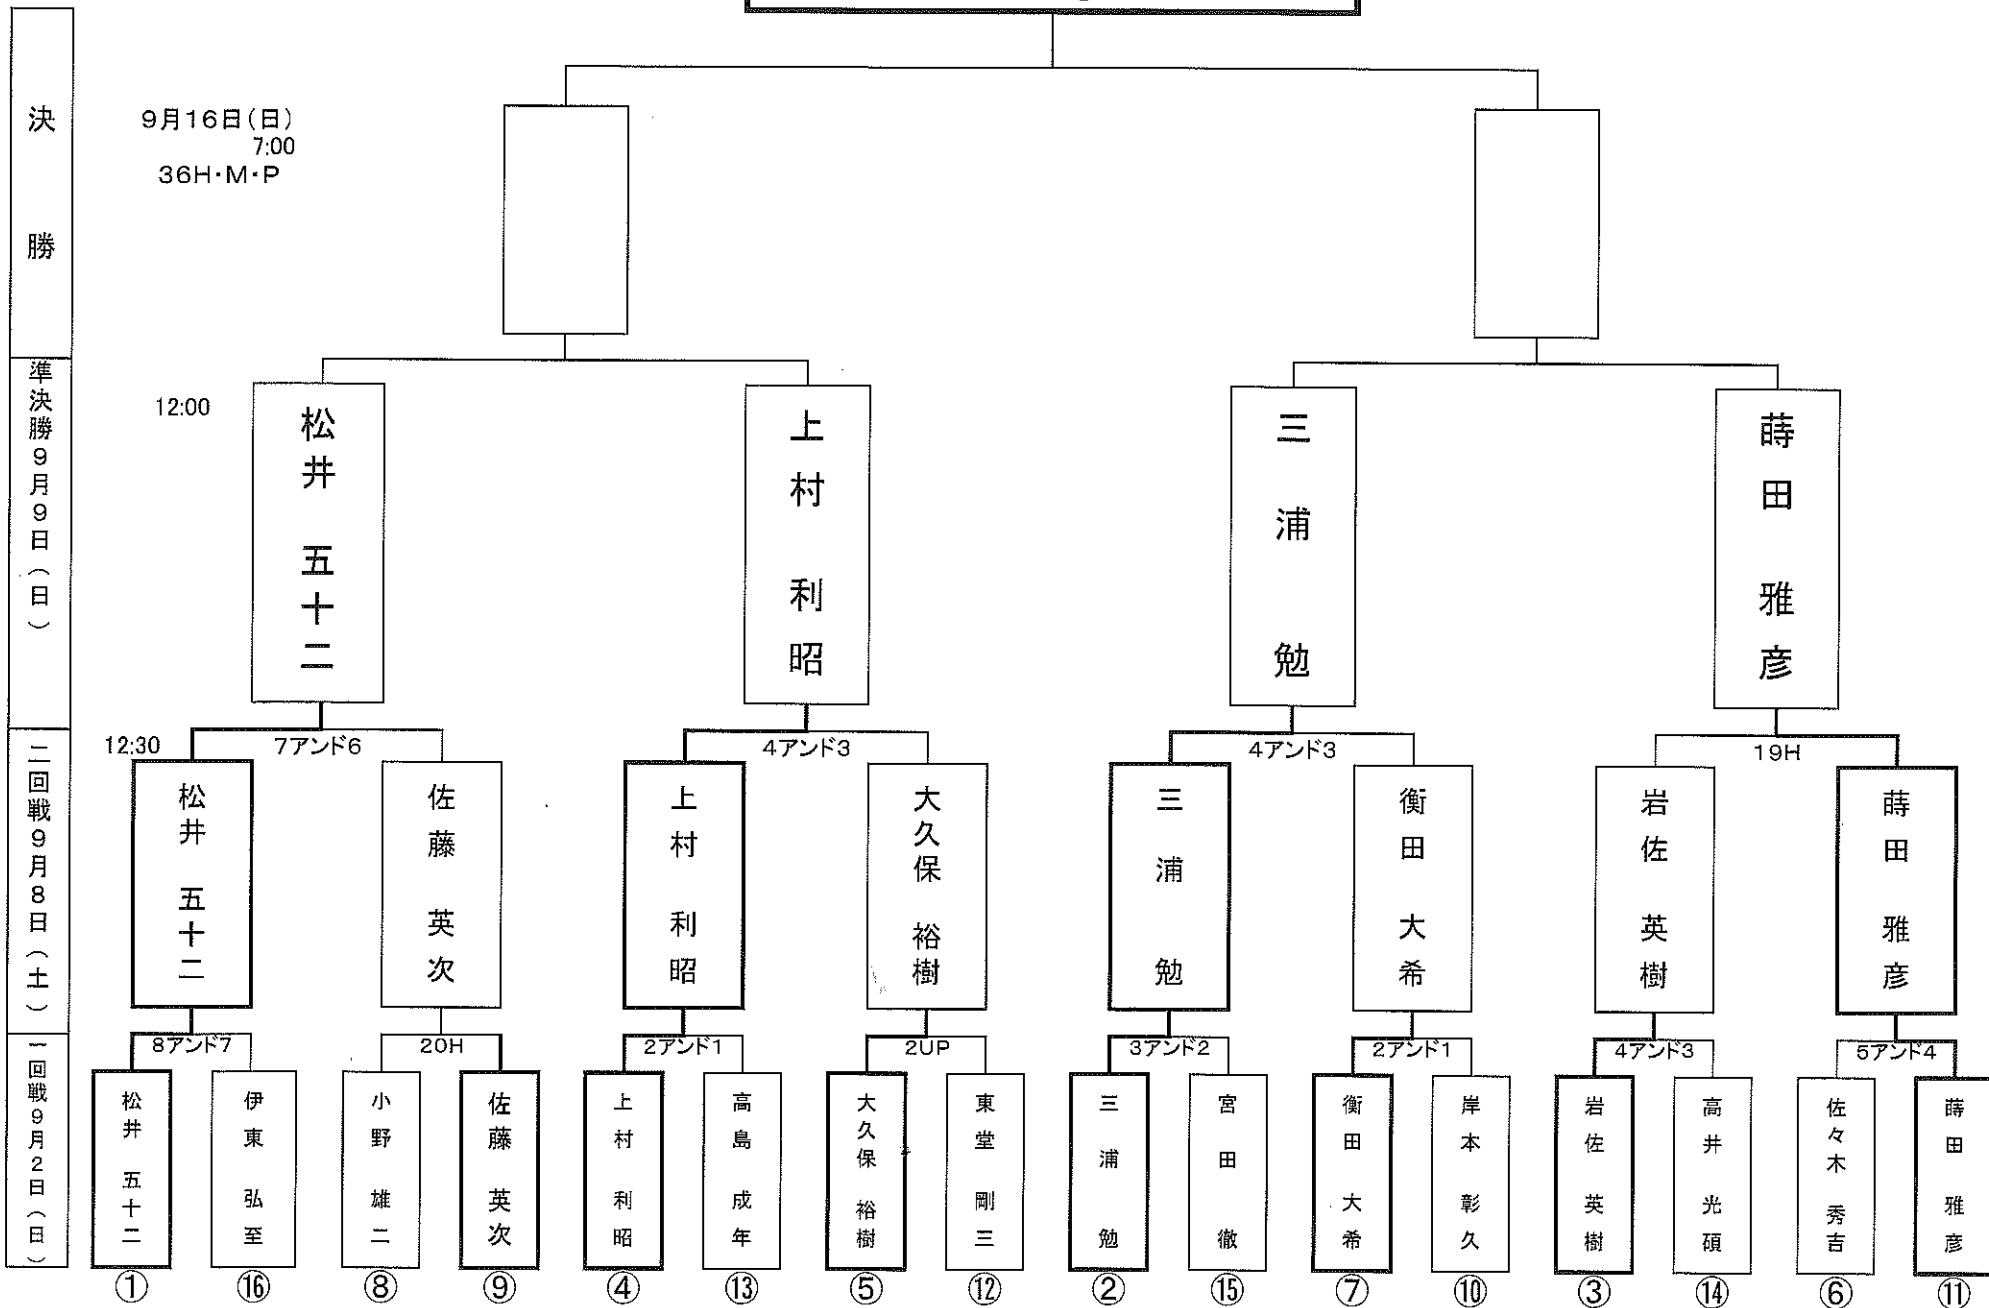 決勝
9月16日(日)
7:00
36H・M・P
準決勝9月9日(日)
12:00
松井 五十二
上村 利昭
三浦 勉
蒔田 雅彦
二回戦9月8日(土)
12:30
7アンド6
4アンド3
4アンド3
19H
松井 五十二
佐藤 英次
上村 利昭
大久保 裕樹
三浦 勉
衡田 大希
岩佐 英樹
蒔田 雅彦
一回戦9月2日(日)
8アンド7
20H
2アンド1
2UP
3アンド2
2アンド1
4アンド3
5アンド4
松井 五十二
伊東 弘至
小野 雄二
佐藤 英次
上村 利昭
高島 成年
大久保 裕樹
東堂 剛三
三浦 勉
宮田 徹
衡田 大希
岸本 彰久
岩佐 英樹
高井 光碩
佐々木 秀吉
蒔田 雅彦
① ⑯ ⑧ ⑨ ④ ⑬ ⑤ ⑫ ② ⑮ ⑦ ⑩ ③ ⑭ ⑥ ⑪